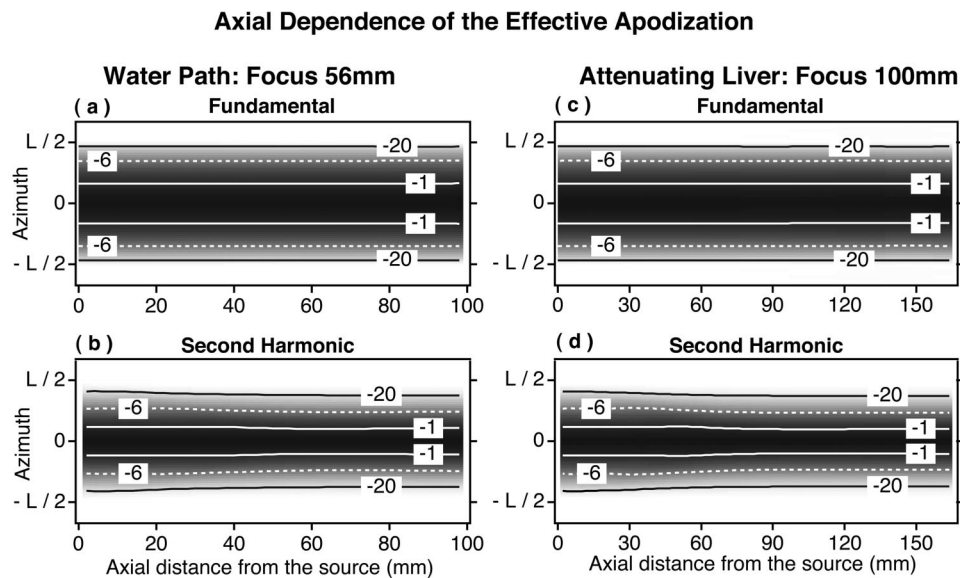 Axial Dependence of the Effective Apodization
Water Path: Focus 56mm
Attenuating Liver: Focus 100mm
( a )
Fundamental
L / 2
0
- L / 2
Azimuth
-6
-20
-1
-1
-6
-20
0 20 40 60 80 100
( c )
Fundamental
-6
-20
-1
-1
-6
-20
0 30 60 90 120 150
( b )
Second Harmonic
L / 2
0
- L / 2
Azimuth
-6
-20
-1
-1
-6
-20
0 20 40 60 80 100
Axial distance from the source (mm)
( d )
Second Harmonic
L / 2
0
- L / 2
-6
-20
-1
-1
-6
-20
0 30 60 90 120 150
Axial distance from the source (mm)